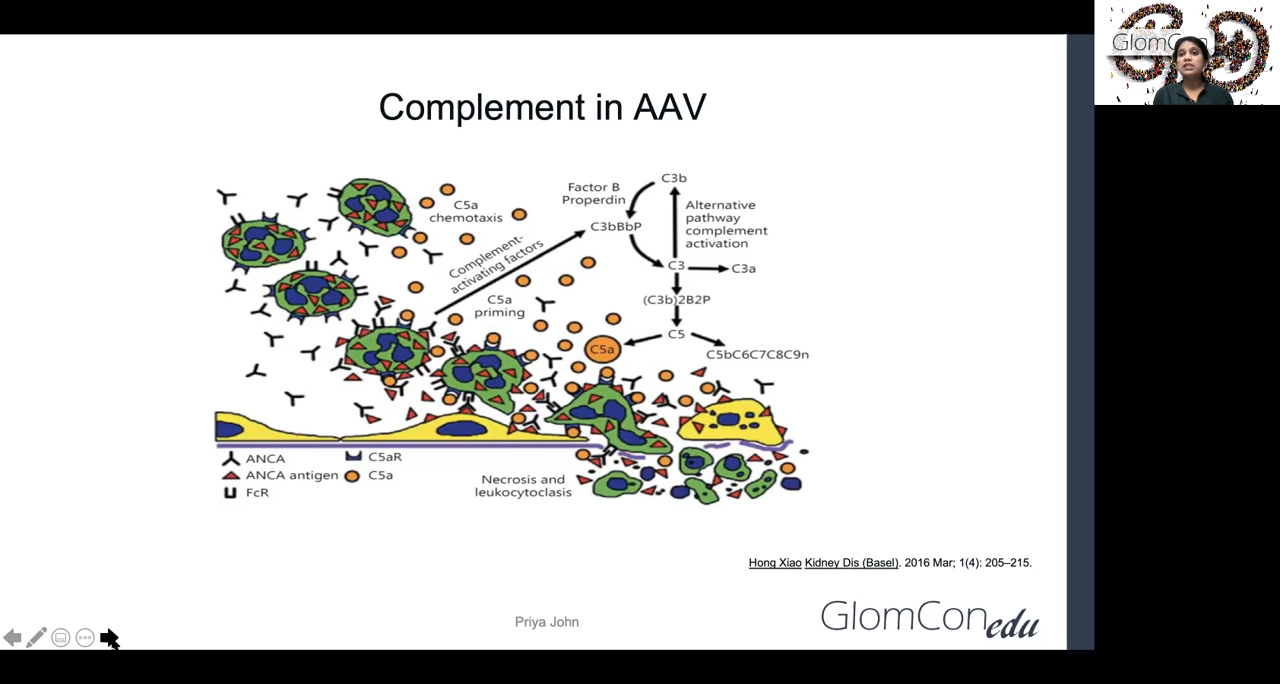 GlomCon
Complement in AAV
C5a
chemotaxis
Complement-
activating factors
C5a
priming
Factor B
Properdin
C3b
C3bBbP
Alternative
pathway
complement
activation
C3
C3a
(C3b)2B2P
C5
C5a
C5bC6C7C8C9n
ANCA
ANCA antigen
FcR
C5aR
C5a
Necrosis and
leukocytoclasis
Hong Xiao Kidney Dis (Basel). 2016 Mar; 1(4): 205–215.
Priya John
GlomConedu